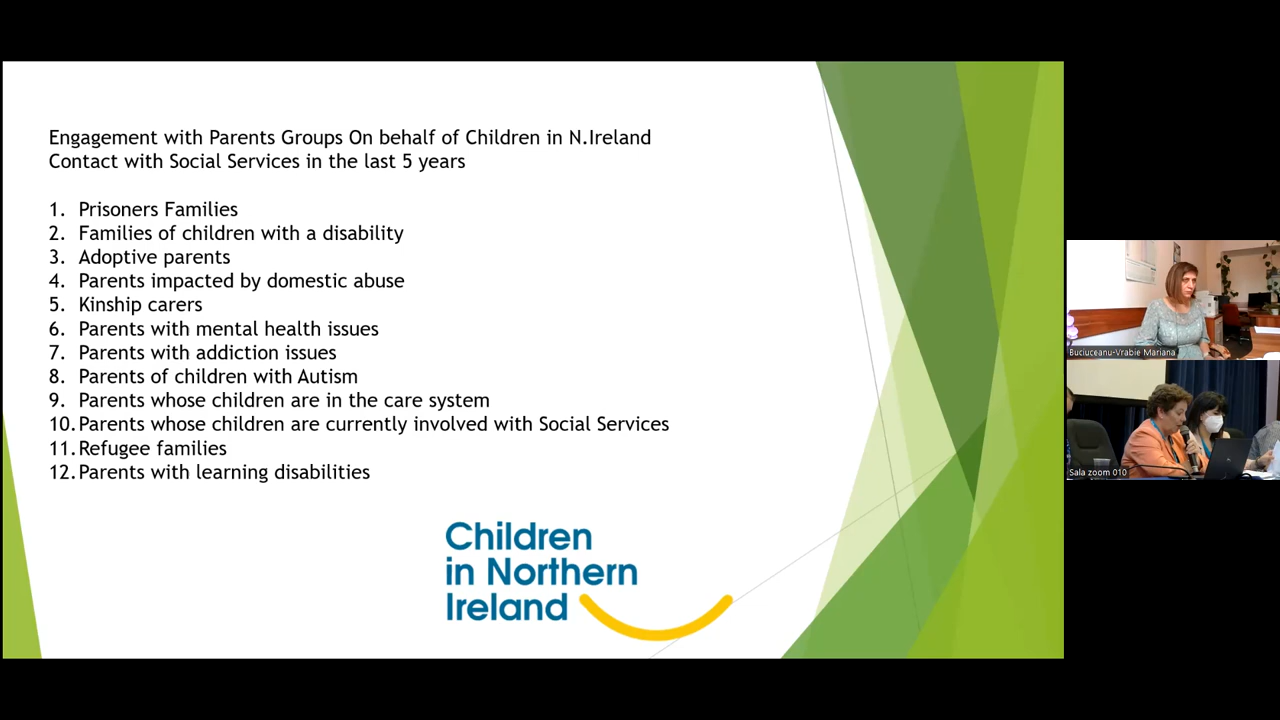 Engagement with Parents Groups On behalf of Children in N.Ireland
Contact with Social Services in the last 5 years
1. Prisoners Families
2. Families of children with a disability
3. Adoptive parents
4. Parents impacted by domestic abuse
5. Kinship carers
6. Parents with mental health issues
7. Parents with addiction issues
8. Parents of children with Autism
9. Parents whose children are in the care system
10. Parents whose children are currently involved with Social Services
11. Refugee families
12. Parents with learning disabilities
Children
in Northern
Ireland
Buciuceanu-Vrabie Mariana
Sala zoom 010